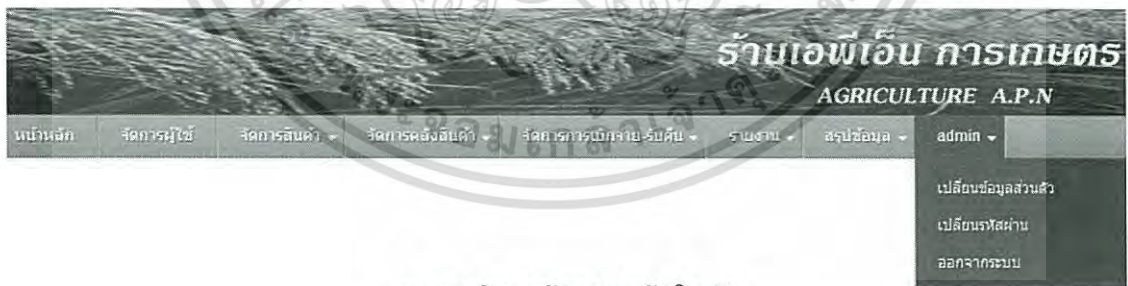 ร้านเอพีเอ็น การเกษตร
AGRICULTURE A.P.N
หน้าหลัก จัดการผู้ใช้ จัดการสินค้า จัดการคลังสินค้า จัดการการเบิกจ่าย-รับคืน รายงาน สรุปข้อมูล admin
เปลี่ยนข้อมูลส่วนตัว
เปลี่ยนรหัสผ่าน
ออกจากระบบ